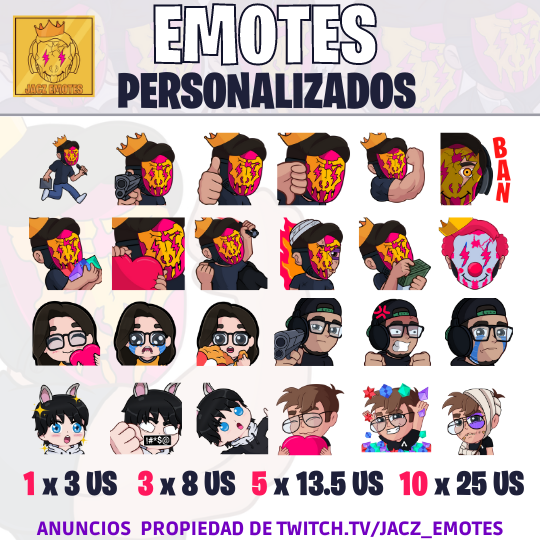 EMOTES
JACZ EMOTES
PERSONALIZADOS
BAN
!#*$@
1 x 3 US 3 x 8 US 5 x 13.5 US 10 x 25 US
ANUNCIOS PROPIEDAD DE TWITCH.TV/JACZ_EMOTES